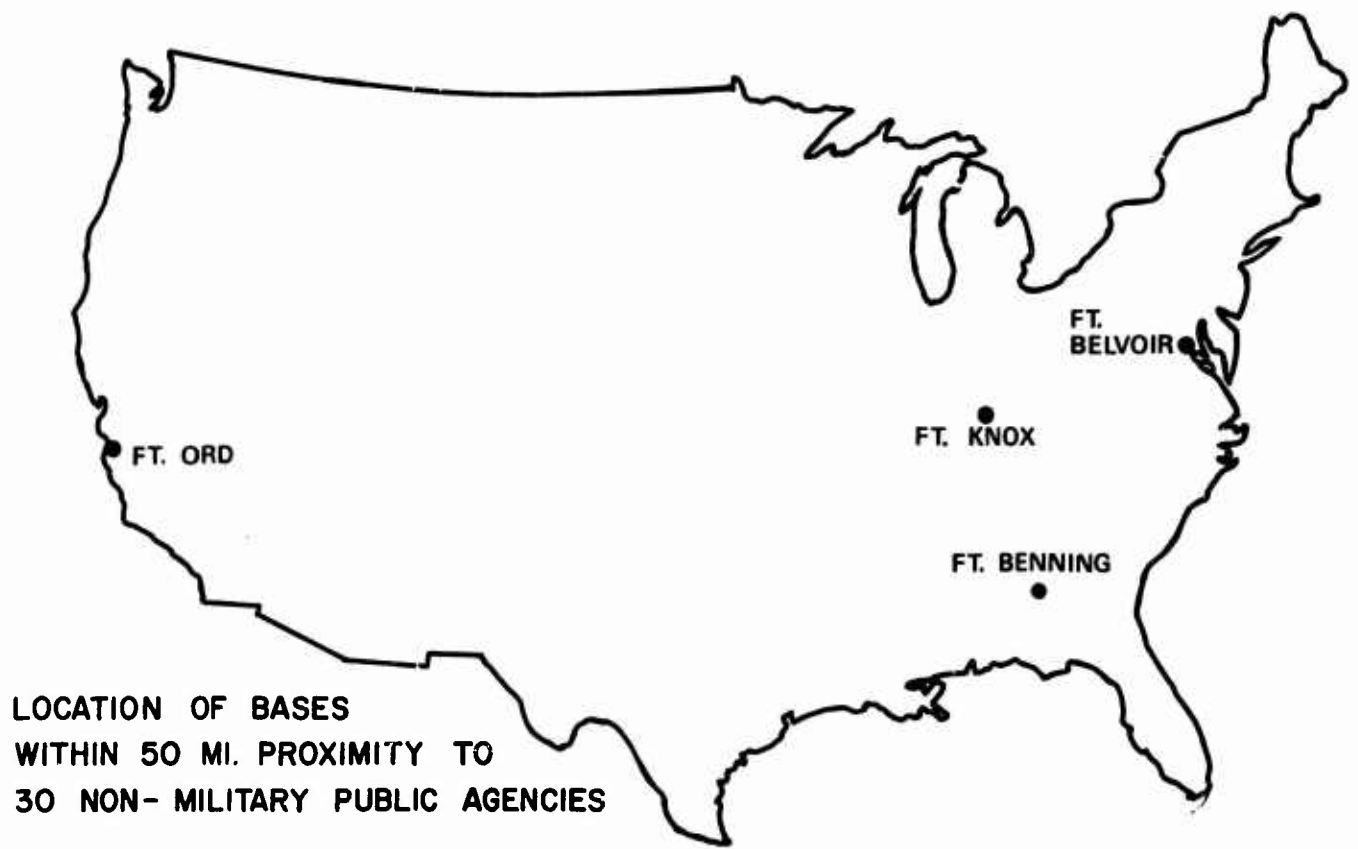 FT.
BELVOIR
FT. KNOX
FT. ORD
FT. BENNING
LOCATION OF BASES
WITHIN 50 MI. PROXIMITY TO
30 NON- MILITARY PUBLIC AGENCIES